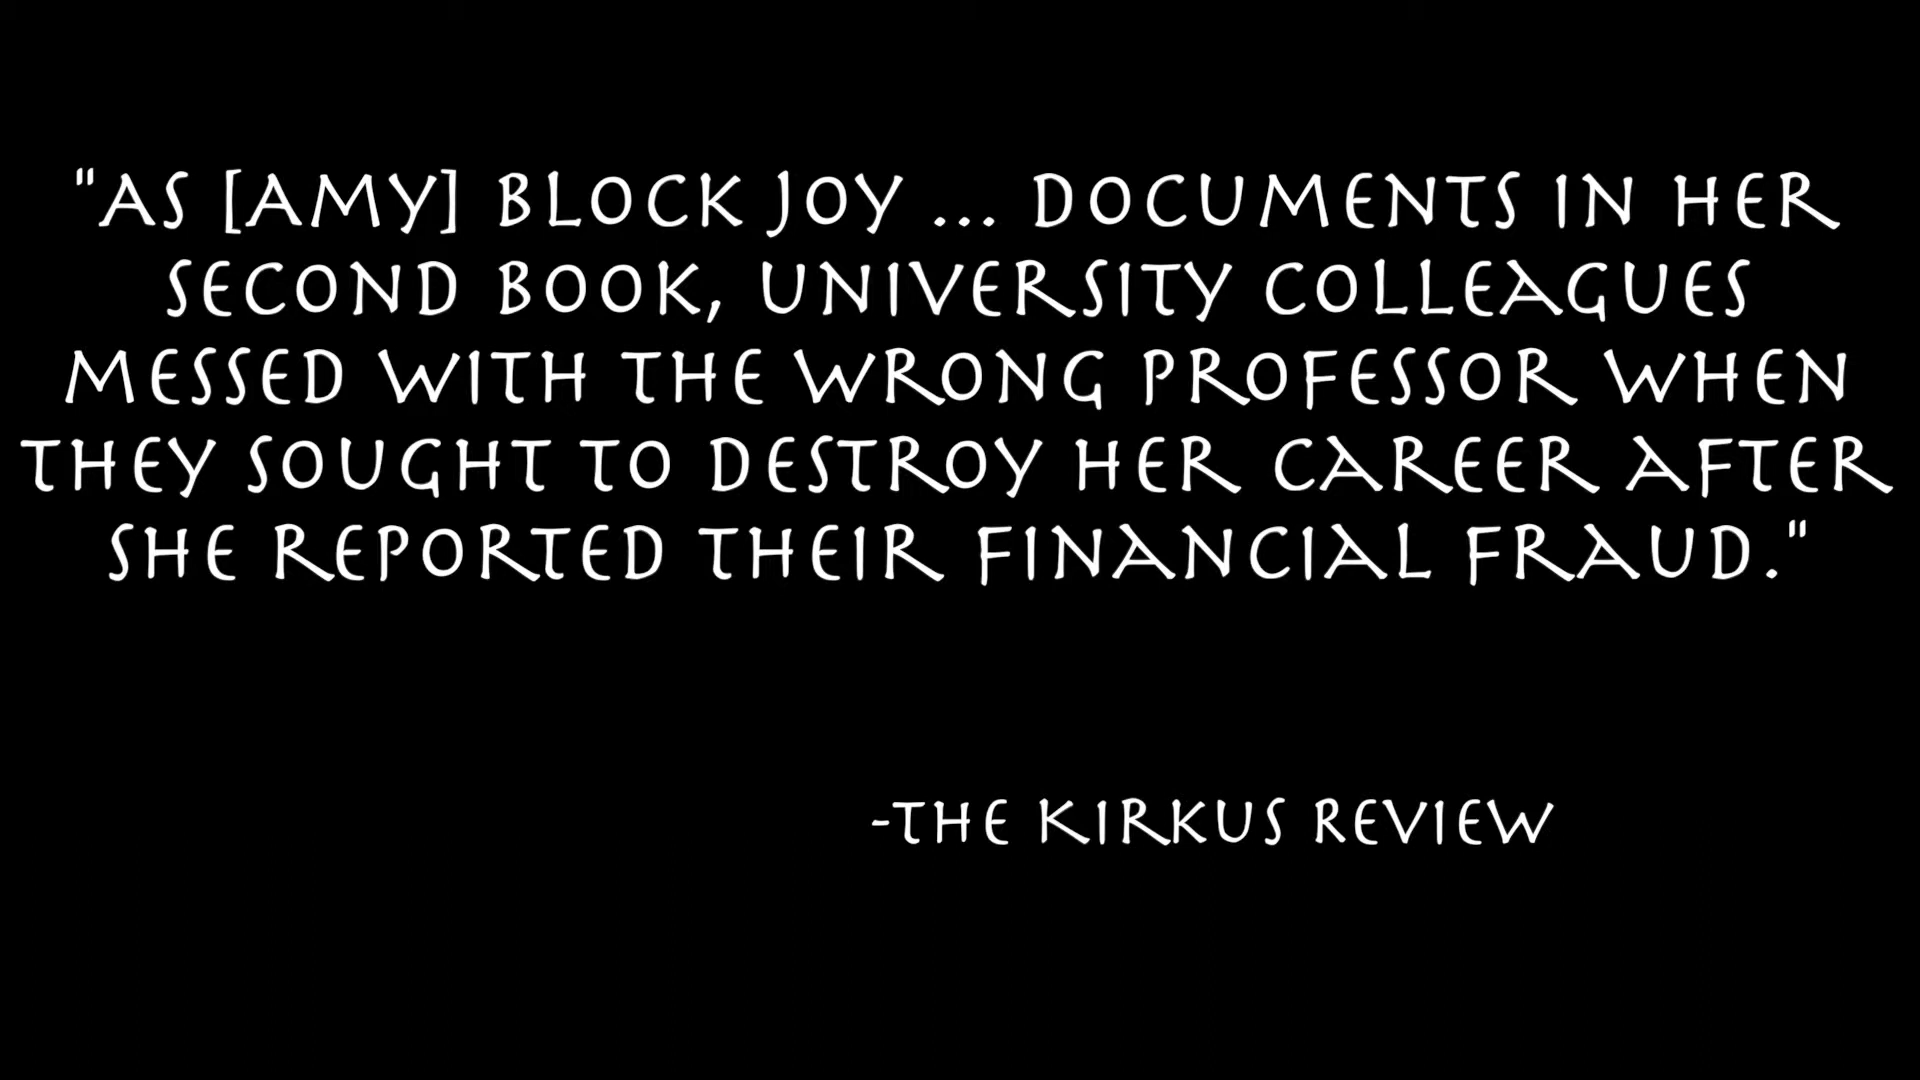 "AS [AMY] BLOCK JOY ... DOCUMENTS IN HER
SECOND BOOK, UNIVERSITY COLLEAGUES
MESSED WITH THE WRONG PROFESSOR WHEN
THEY SOUGHT TO DESTROY HER CAREER AFTER
SHE REPORTED THEIR FINANCIAL FRAUD."
-THE KIRKUS REVIEW